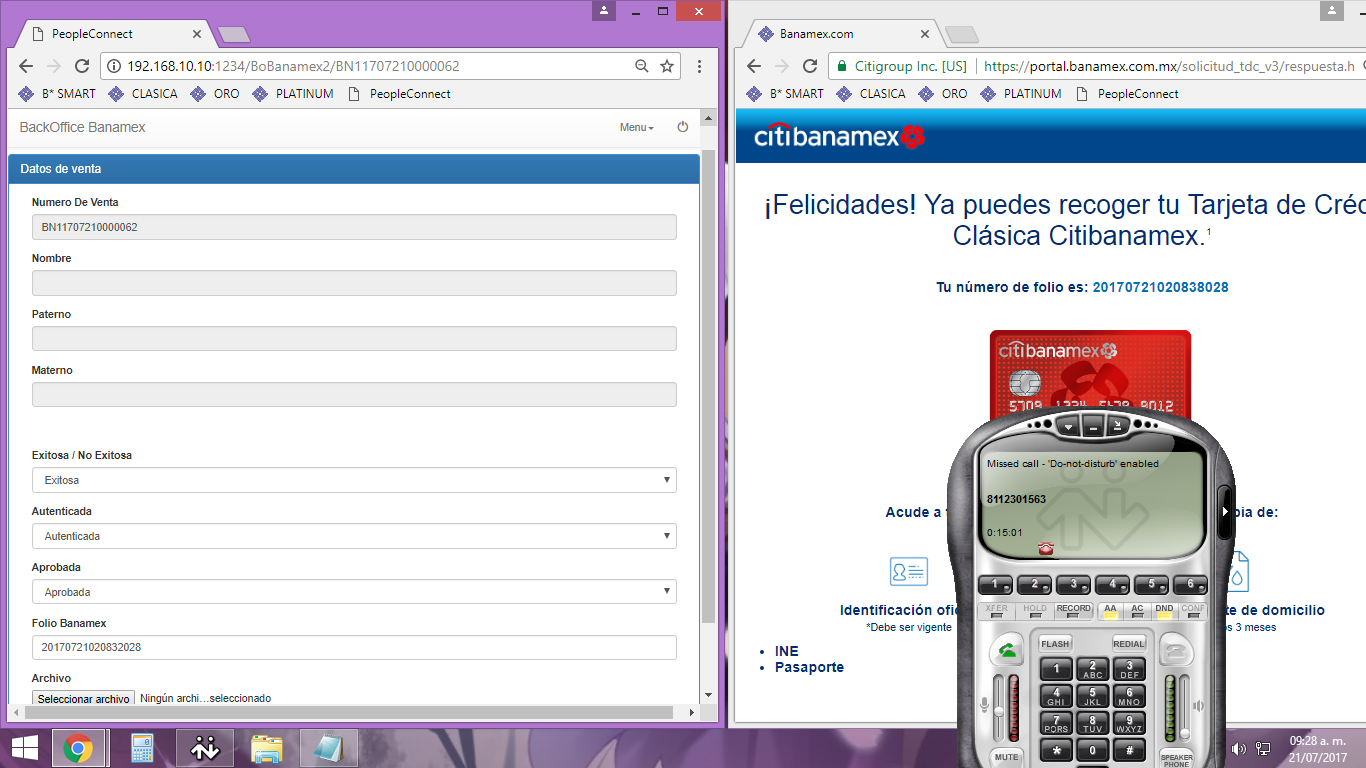 PeopleConnect
192.168.10.10:1234/BoBanamex2/BN11707210000062
B* SMART CLASICA ORO PLATINUM PeopleConnect
BackOffice Banamex Menu
Datos de venta
Numero De Venta
BN11707210000062
Nombre
Paterno
Materno
Exitosa / No Exitosa
Exitosa
Autenticada
Autenticada
Aprobada
Aprobada
Folio Banamex
20170721020832028
Archivo
Seleccionar archivo Ningún archi...seleccionado
Banamex.com
Citigroup Inc. [US] https://portal.banamex.com.mx/solicitud_tdc_v3/respuesta.h
B* SMART CLASICA ORO PLATINUM PeopleConnect
citibanamex
¡Felicidades! Ya puedes recoger tu Tarjeta de Créd
Clásica Citibanamex.1
Tu número de folio es: 20170721020838028
citibanamex
5709 1234 5678 9012
Acude a pia de:
Identificación ofi te de domicilio
*Debe ser vigente os 3 meses
INE
Pasaporte
Missed call - 'Do-not-disturb' enabled
8112301563
0:15:01
1 2 3 4 5 6
XFER HOLD RECORD AA AC DND CONF
FLASH REDIAL
1 2 ABC 3 DEF
4 GHI 5 JKL 6 MNO
7 PQRS 8 TUV 9 WXYZ
* 0 #
MUTE SPEAKER PHONE
09:28 a. m.
21/07/2017